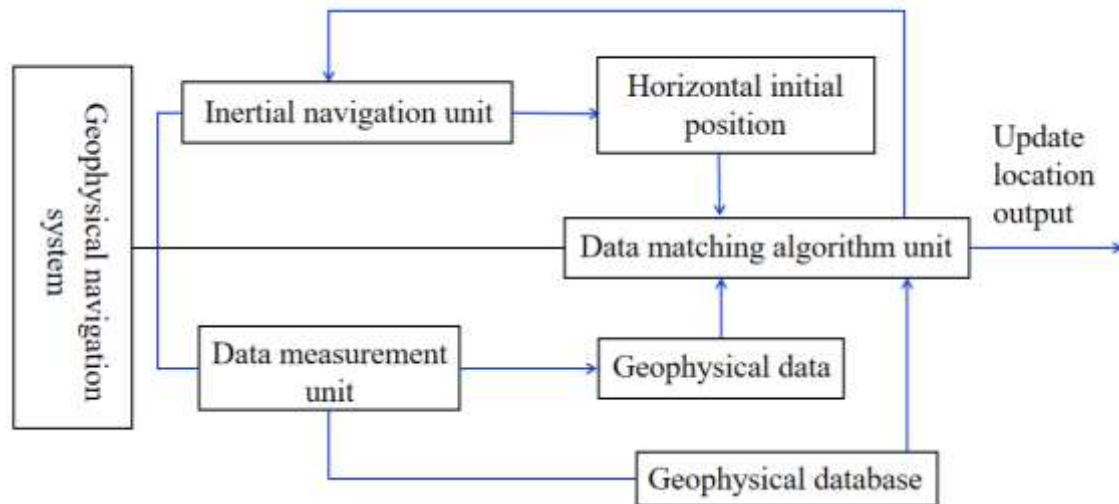 Geophysical navigation
system
Inertial navigation unit
Horizontal initial
position
Update
location
output
Data matching algorithm unit
Data measurement
unit
Geophysical data
Geophysical database